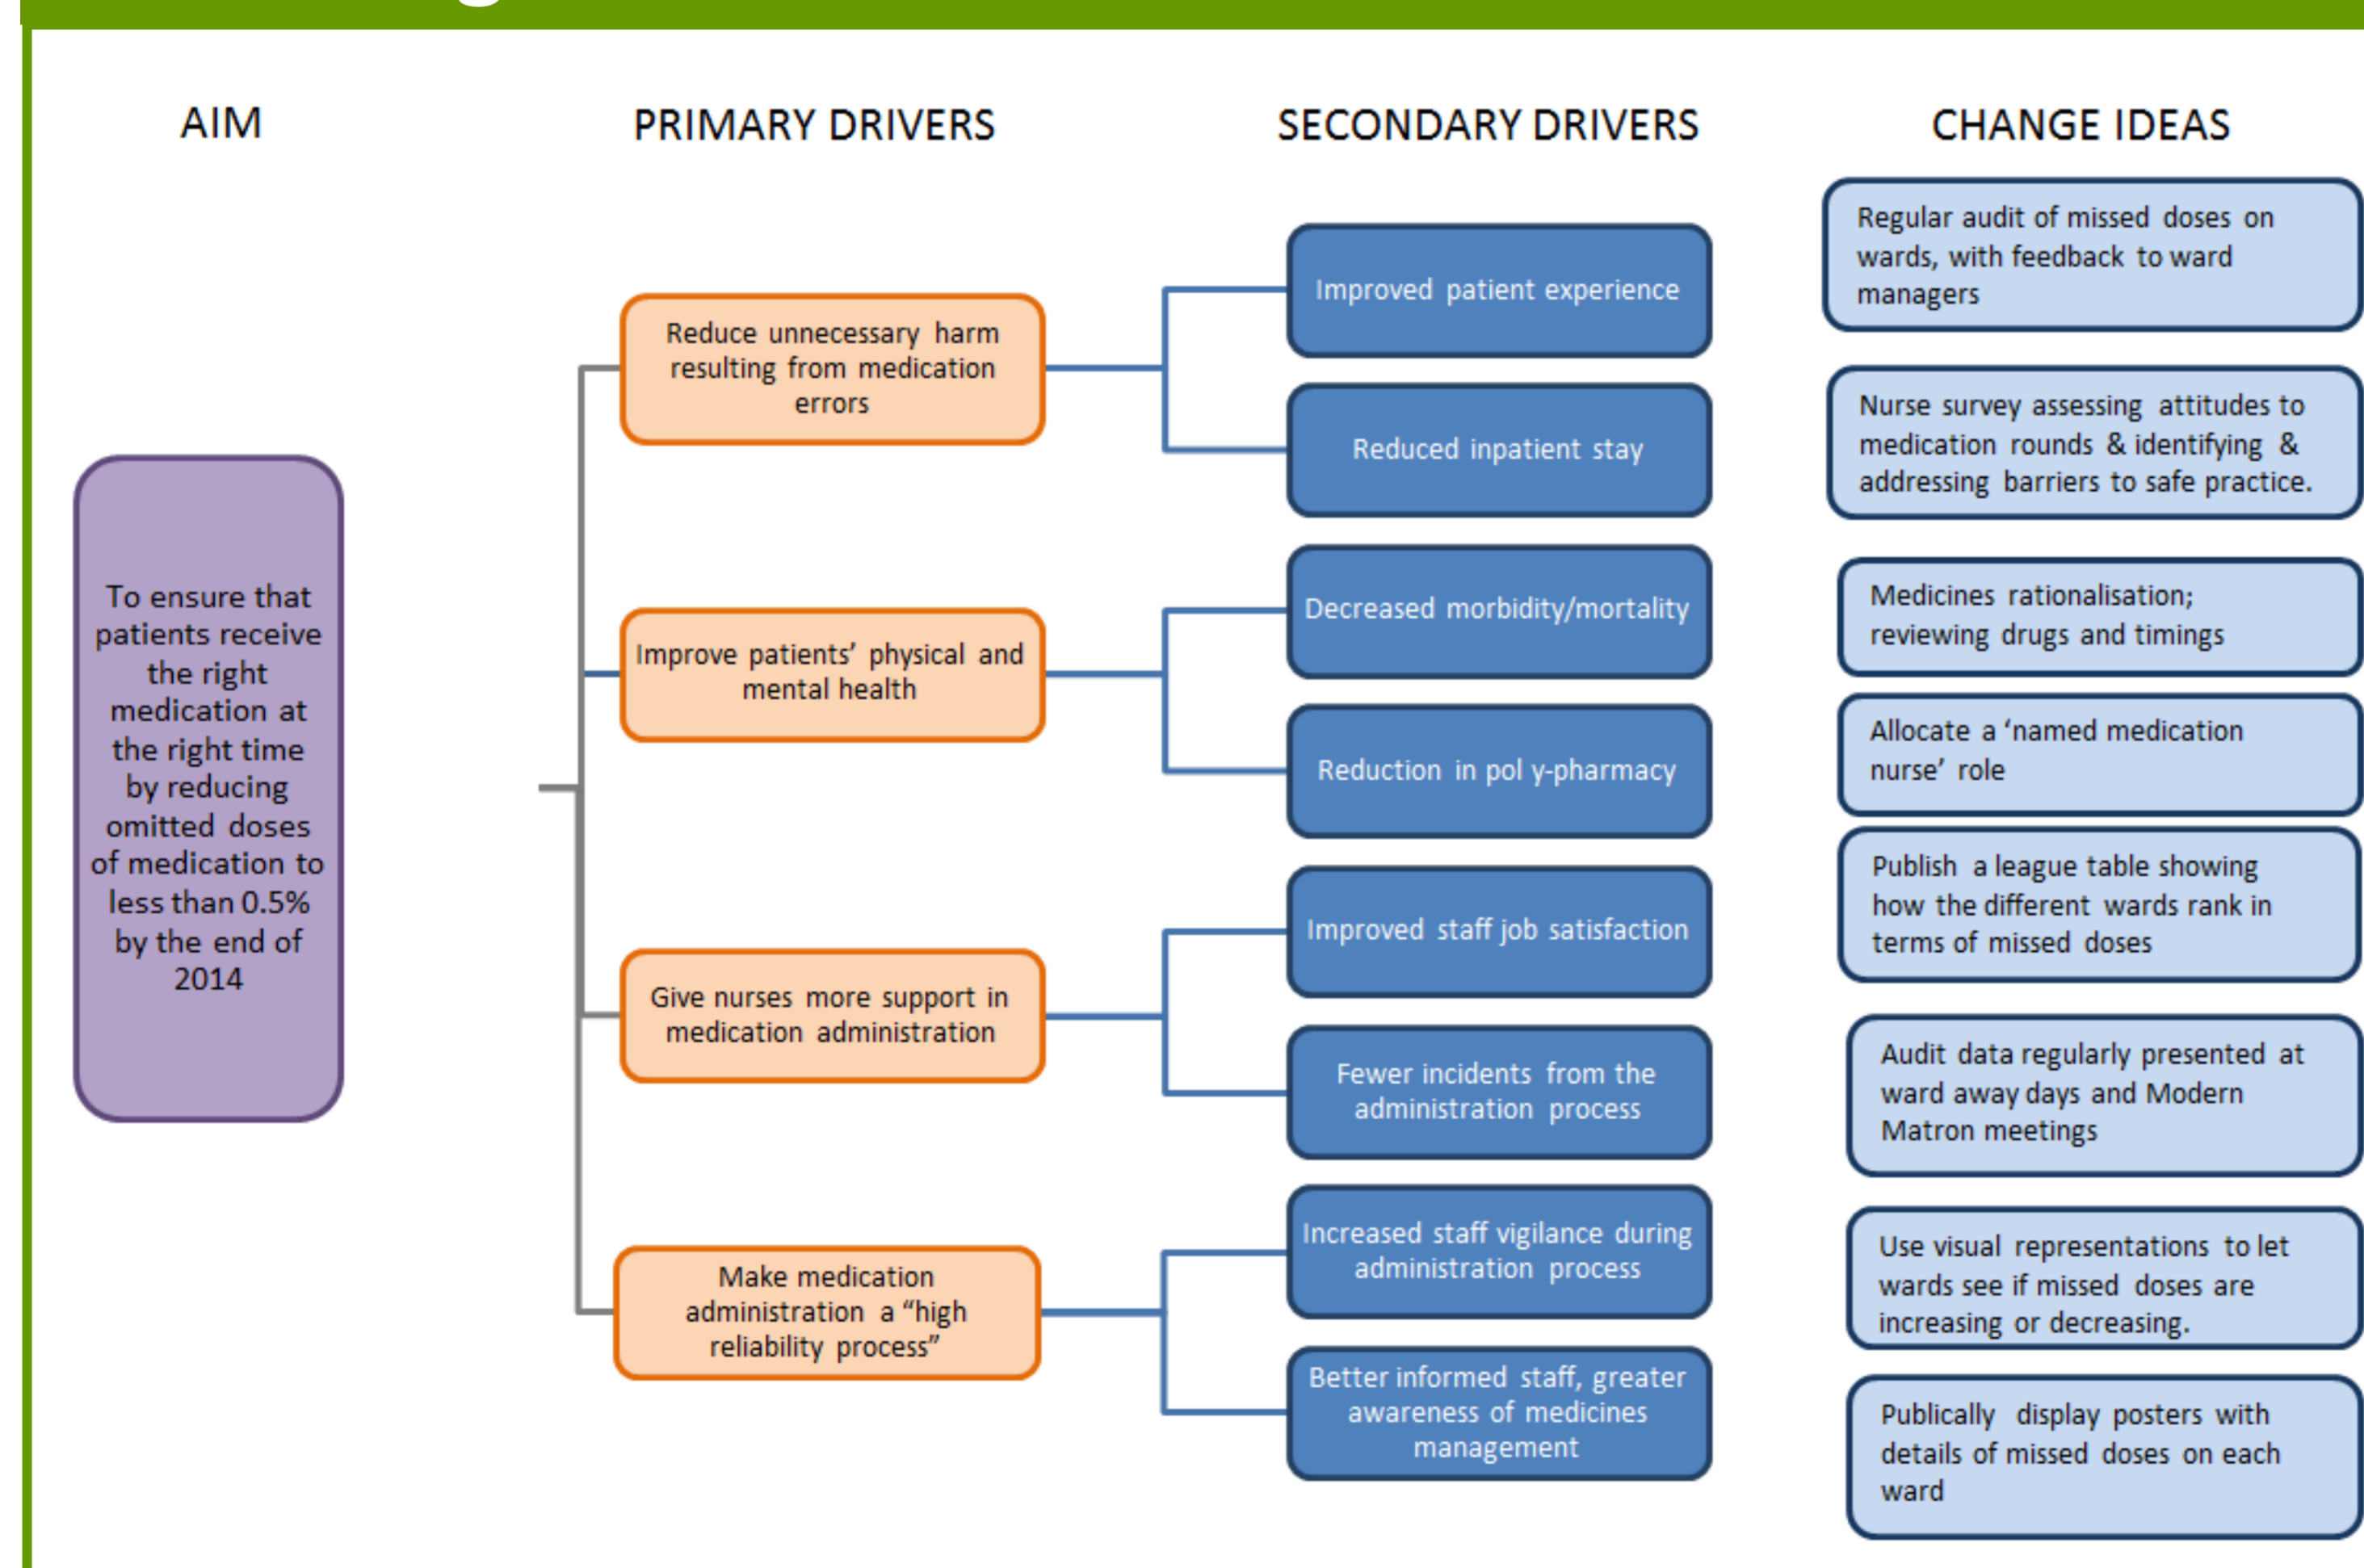 AIM
PRIMARY DRIVERS
SECONDARY DRIVERS
CHANGE IDEAS
To ensure that
patients receive
the right
medication at
the right time
by reducing
omitted doses
of medication to
less than 0.5%
by the end of
2014
Reduce unnecessary harm
resulting from medication
errors
Improve patients’ physical and
mental health
Give nurses more support in
medication administration
Make medication
administration a “high
reliability process”
Improved patient experience
Reduced inpatient stay
Decreased morbidity/mortality
Reduction in pol y-pharmacy
Improved staff job satisfaction
Fewer incidents from the
administration process
Increased staff vigilance during
administration process
Better informed staff, greater
awareness of medicines
management
Regular audit of missed doses on
wards, with feedback to ward
managers
Nurse survey assessing attitudes to
medication rounds & identifying &
addressing barriers to safe practice.
Medicines rationalisation;
reviewing drugs and timings
Allocate a ‘named medication
nurse’ role
Publish a league table showing
how the different wards rank in
terms of missed doses
Audit data regularly presented at
ward away days and Modern
Matron meetings
Use visual representations to let
wards see if missed doses are
increasing or decreasing.
Publically display posters with
details of missed doses on each
ward